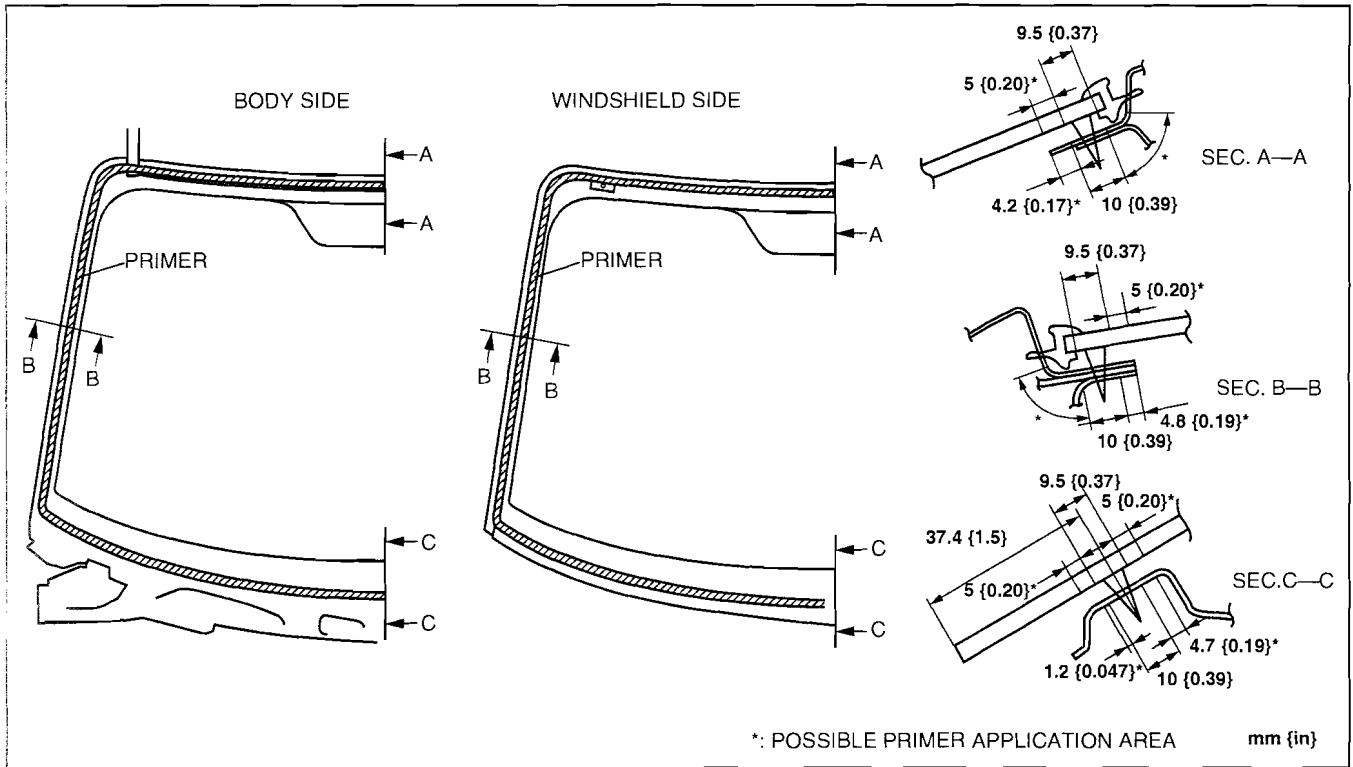 BODY SIDE
WINDSHIELD SIDE
A
A
PRIMER
B
B
C
C
A
A
PRIMER
B
B
C
C
9.5 {0.37}
5 {0.20}*
*
SEC. A—A
4.2 {0.17}*
10 {0.39}
9.5 {0.37}
5 {0.20}*
SEC. B—B
*
4.8 {0.19}*
10 {0.39}
9.5 {0.37}
5 {0.20}*
37.4 {1.5}
5 {0.20}*
SEC.C—C
4.7 {0.19}*
1.2 {0.047}*
10 {0.39}
*: POSSIBLE PRIMER APPLICATION AREA mm {in}